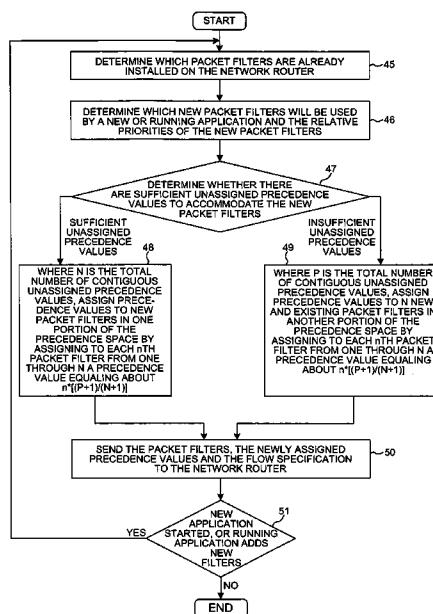 START
DETERMINE WHICH PACKET FILTERS ARE ALREADY
INSTALLED ON THE NETWORK ROUTER
45
DETERMINE WHICH NEW PACKET FILTERS WILL BE USED
BY A NEW OR RUNNING APPLICATION AND THE RELATIVE
PRIORITIES OF THE NEW PACKET FILTERS
46
47
DETERMINE WHETHER THERE
ARE SUFFICIENT UNASSIGNED PRECEDENCE
VALUES TO ACCOMMODATE THE NEW
PACKET FILTERS
SUFFICIENT
UNASSIGNED
PRECEDENCE
VALUES
48
INSUFFICIENT
UNASSIGNED
PRECEDENCE
VALUES
49
WHERE N IS THE TOTAL
NUMBER OF CONTIGUOUS
UNASSIGNED PRECEDENCE
VALUES, ASSIGN PRECE-
DENCE VALUES TO NEW
PACKET FILTERS IN ONE
PORTION OF THE
PRECEDENCE SPACE BY
ASSIGNING TO EACH nTH
PACKET FILTER FROM ONE
THROUGH N A PRECEDENCE
VALUE EQUALING ABOUT
n*[(P+1)/(N+1)]
WHERE P IS THE TOTAL NUMBER
OF CONTIGUOUS UNASSIGNED
PRECEDENCE VALUES, ASSIGN
PRECEDENCE VALUES TO N NEW
AND EXISTING PACKET FILTERS IN
ANOTHER PORTION OF THE
PRECEDENCE SPACE BY
ASSIGNING TO EACH nTH PACKET
FILTER FROM ONE THROUGH N A
PRECEDENCE VALUE EQUALING
ABOUT n*[(P+1)/(N+1)]
SEND THE PACKET FILTERS, THE NEWLY ASSIGNED
PRECEDENCE VALUES AND THE FLOW SPECIFICATION
TO THE NETWORK ROUTER
50
51
NEW
APPLICATION
STARTED, OR RUNNING
APPLICATION ADDS
NEW
FILTERS
YES
NO
END